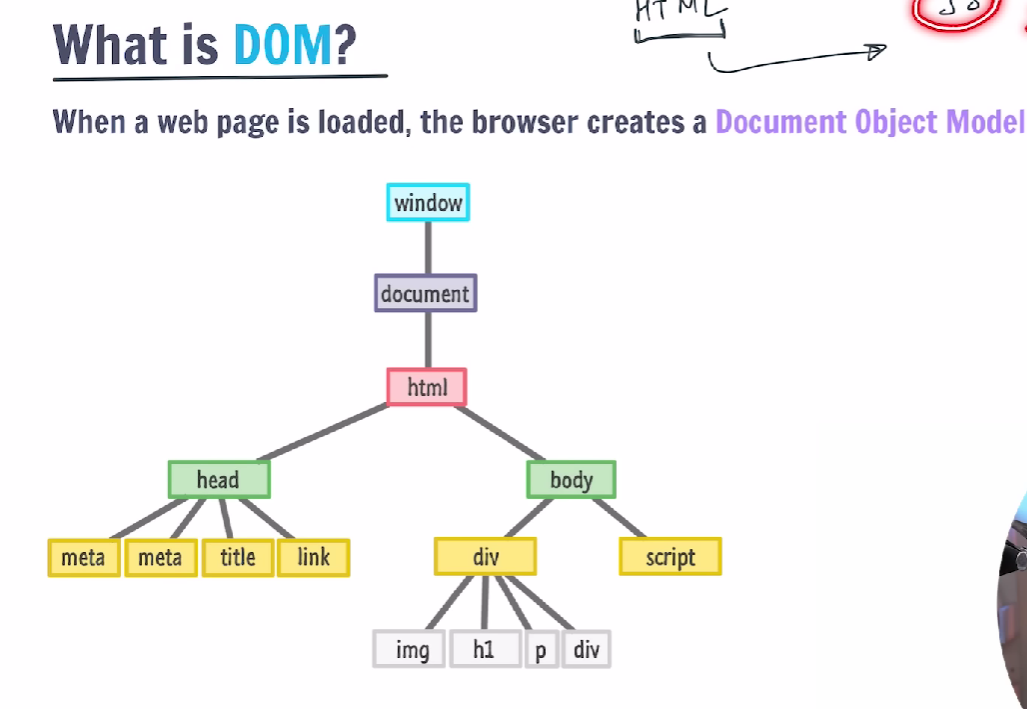 HTML
What is DOM?
When a web page is loaded, the browser creates a Document Object Model
window
document
html
head body
meta meta title link div script
img h1 p div